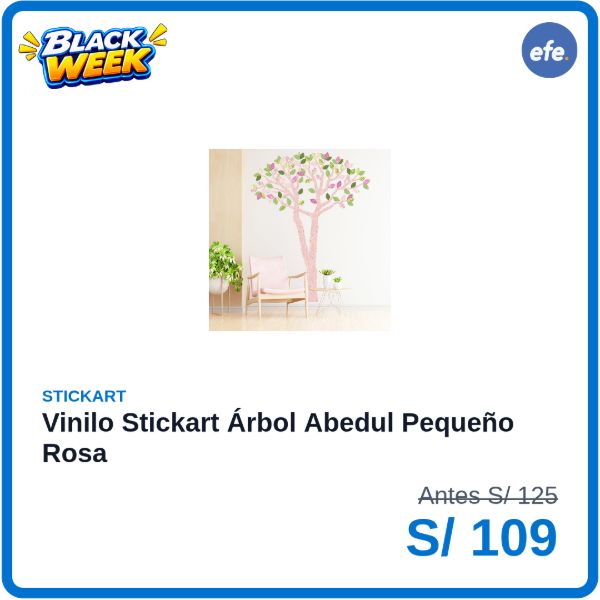 BLACK
WEEK
efe.
STICKART
Vinilo Stickart Árbol Abedul Pequeño
Rosa
Antes S/ 125
S/ 109